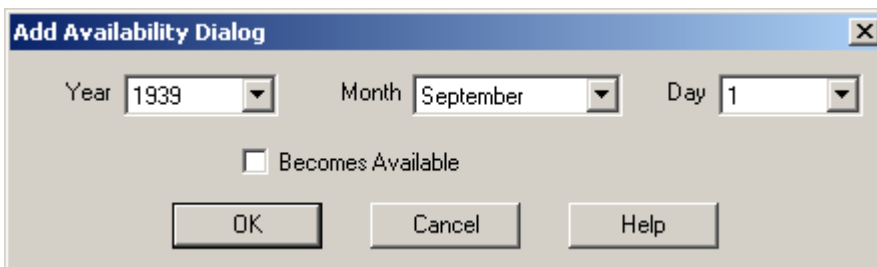 Add Availability Dialog
Year 1939 Month September Day 1
Becomes Available
OK Cancel Help